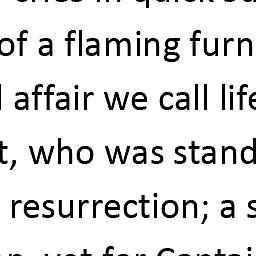 of a flaming furn
affair we call life
t, who was stand
resurrection; a s